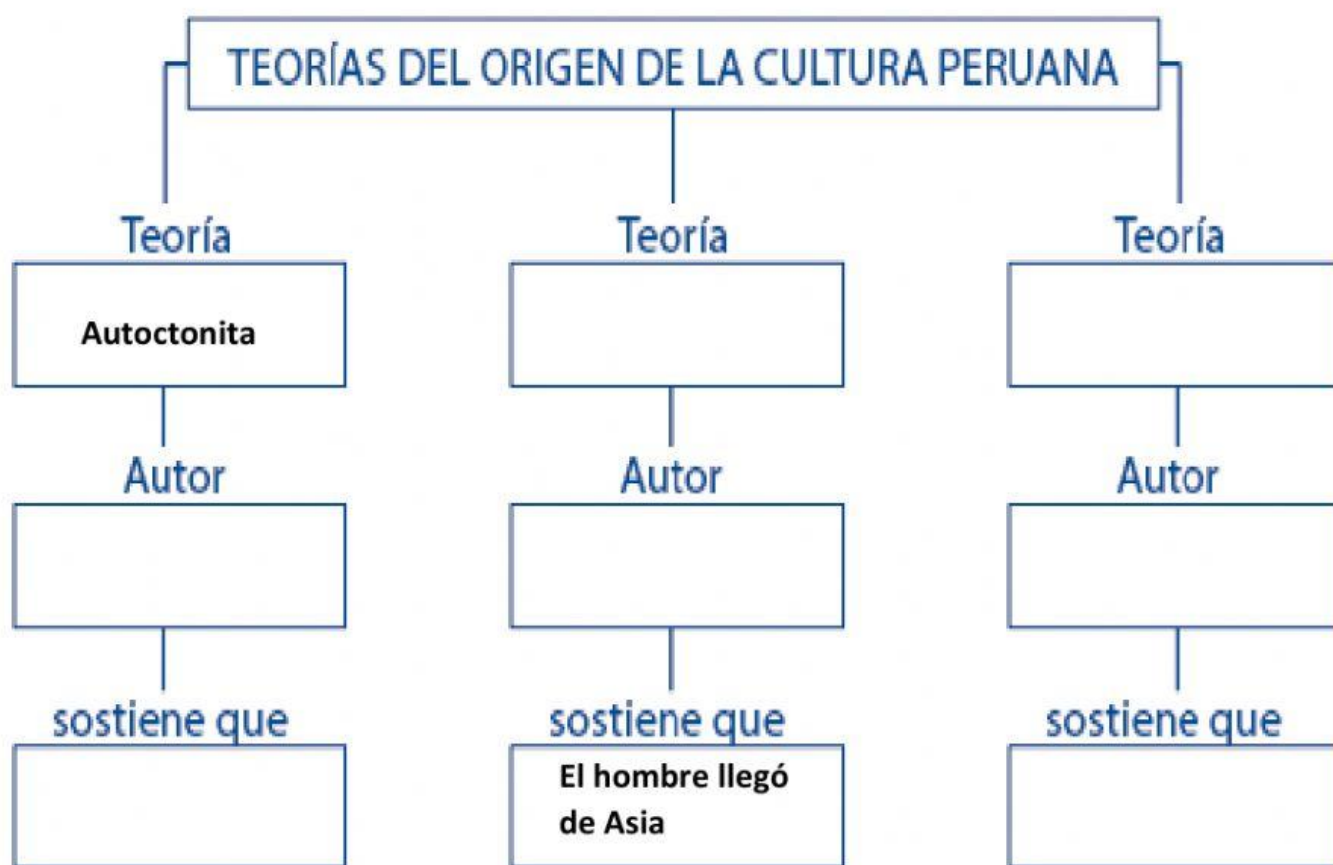 TEORÍAS DEL ORIGEN DE LA CULTURA PERUANA
Teoría
Teoría
Teoría
Autoctonita
Autor
Autor
Autor
sostiene que
sostiene que
sostiene que
El hombre llegó
de Asia